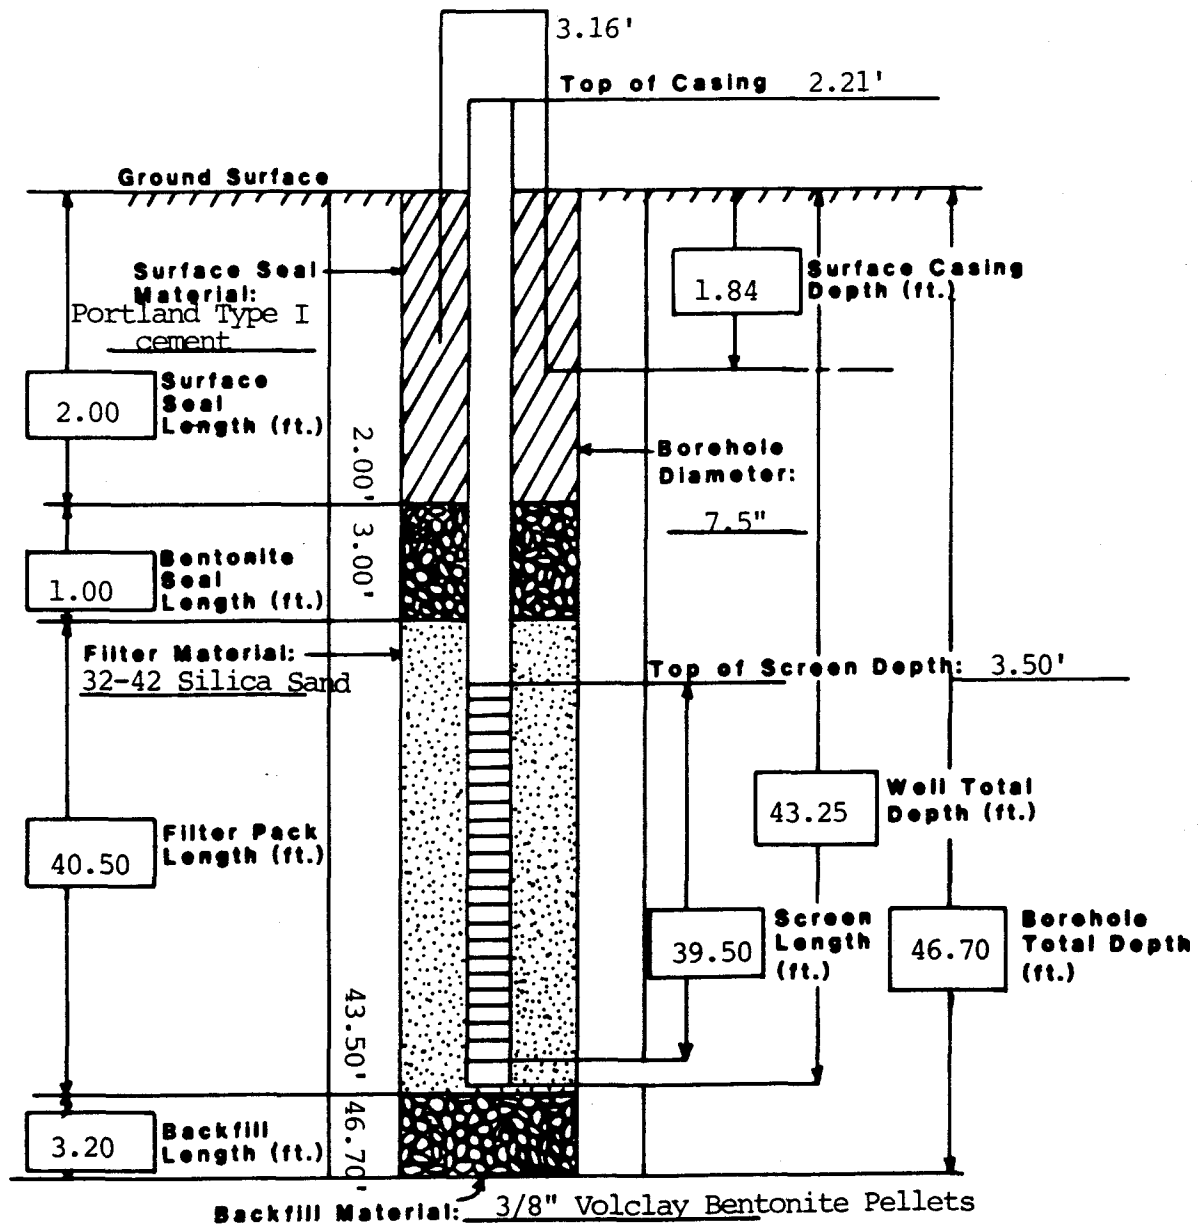 3.16'
Top of Casing 2.21'
Ground Surface
Surface Seal
Material:
Portland Type I
cement
1.84
Surface Casing
Depth (ft.)
2.00
Surface
Seal
Length (ft.)
2.00'
Borehole
Diameter:
7.5"
1.00
Bentonite
Seal
Length (ft.)
3.00'
Filter Material:
32-42 Silica Sand
Top of Screen Depth: 3.50'
43.25
Well Total
Depth (ft.)
40.50
Filter Pack
Length (ft.)
39.50
Screen
Length
(ft.)
46.70
Borehole
Total Depth
(ft.)
43.50'
3.20
Backfill
Length (ft.)
46.70'
Backfill Material: 3/8" Volclay Bentonite Pellets